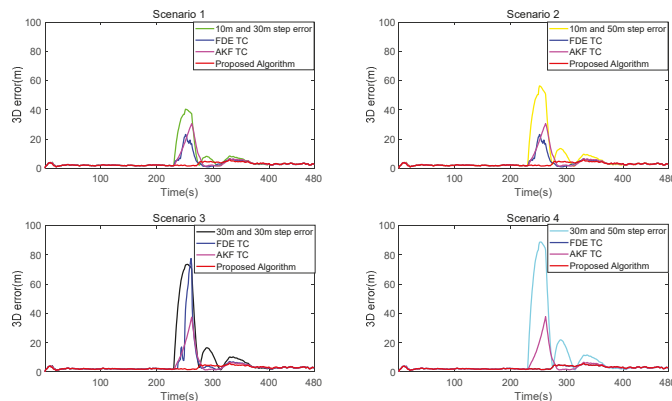 Scenario 1
3D error(m)
100
80
60
40
20
0
100
200
300
400
480
Time(s)
10m and 30m step error
FDE TC
AKF TC
Proposed Algorithm
Scenario 2
3D error(m)
100
80
60
40
20
0
100
200
300
400
480
Time(s)
10m and 50m step error
FDE TC
AKF TC
Proposed Algorithm
Scenario 3
3D error(m)
100
80
60
40
20
0
100
200
300
400
480
Time(s)
30m and 30m step error
FDE TC
AKF TC
Proposed Algorithm
Scenario 4
3D error(m)
100
80
60
40
20
0
100
200
300
400
480
Time(s)
30m and 50m step error
FDE TC
AKF TC
Proposed Algorithm